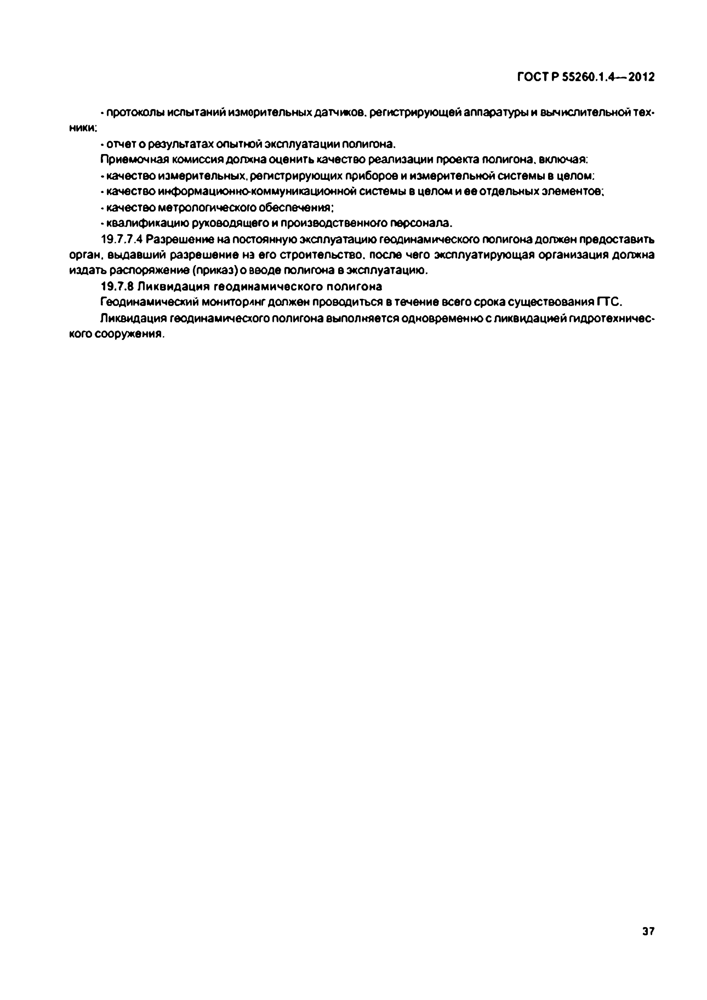 ГОСТ Р 55260.1.4—2012
- протоколы испытаний измерительных датчиков, регистрирующей аппаратуры и вычислительной тех-
ники;
- отчет о результатах опытной эксплуатации полигона.
Приемочная комиссия должна оценить качество реализации проекта полигона, включая:
- качество измерительных, регистрирующих приборов и измерительной системы в целом;
- качество информационно-коммуникационной системы в целом и ее отдельных элементов;
- качество метрологического обеспечения;
- квалификацию руководящего и производственного персонала.
19.7.7.4 Разрешение на постоянную эксплуатацию геодинамического полигона должен предоставить
орган, выдавший разрешение на его строительство, после чего эксплуатирующая организация должна
издать распоряжение (приказ) о вводе полигона в эксплуатацию.
19.7.8 Ликвидация геодинамического полигона
Геодинамический мониторинг должен проводиться в течение всего срока существования ГТС.
Ликвидация геодинамического полигона выполняется одновременно с ликвидацией гидротехничес-
кого сооружения.
37